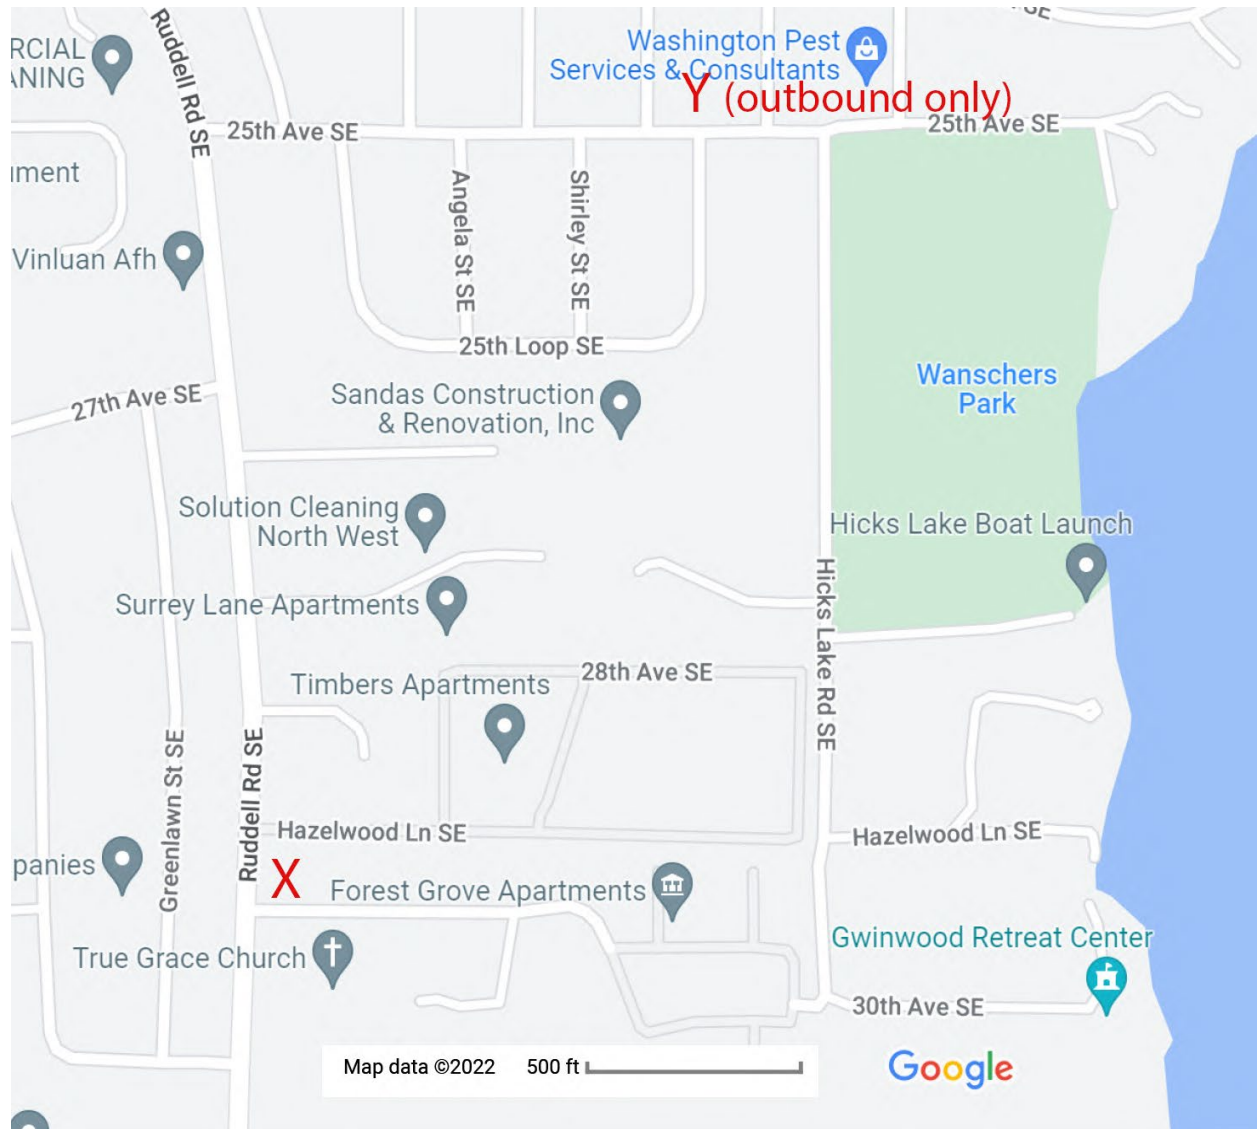 SE
RCIAL
ANING
Ruddell Rd SE
Washington Pest
Services & Consultants
Y (outbound only)
25th Ave SE
25th Ave SE
ument
Angela St SE
Shirley St SE
Vinluan Afh
25th Loop SE
Wanschers
Park
27th Ave SE
Sandas Construction
& Renovation, Inc
Solution Cleaning
North West
Hicks Lake Boat Launch
Surrey Lane Apartments
Hicks Lake Rd SE
28th Ave SE
Timbers Apartments
Greenlawn St SE
Ruddell Rd SE
Hazelwood Ln SE
Hazelwood Ln SE
panies
X
Forest Grove Apartments
True Grace Church
Gwinwood Retreat Center
30th Ave SE
Map data ©2022 500 ft
Google